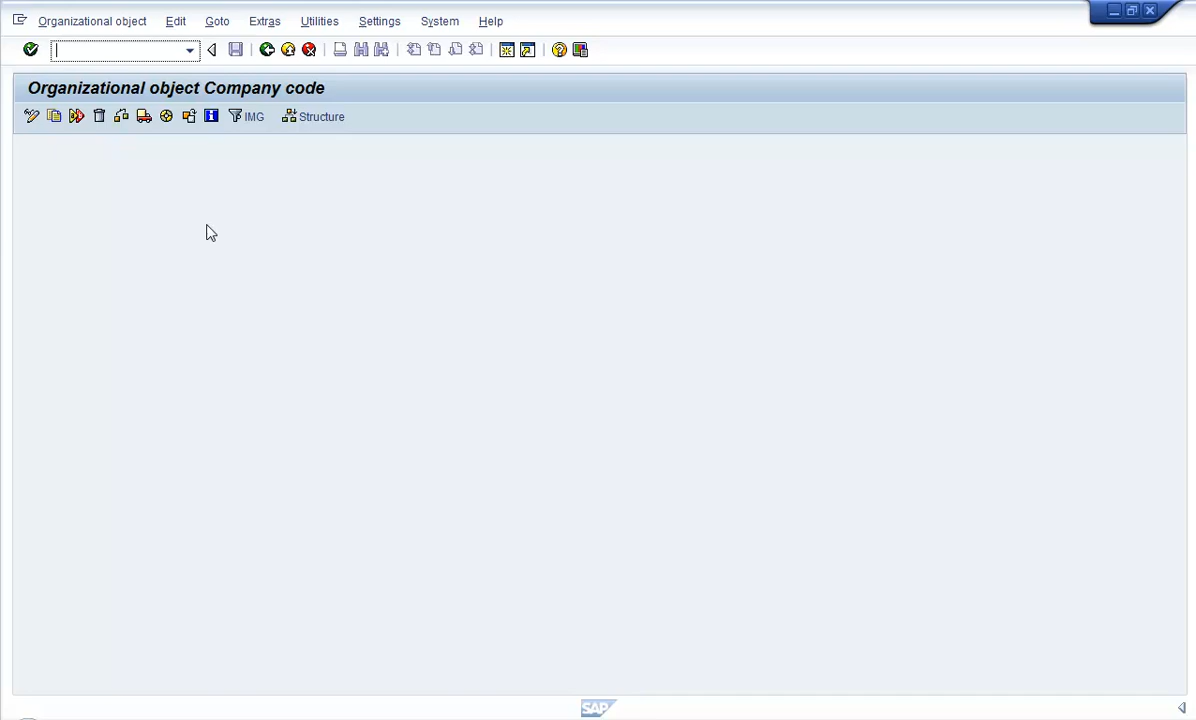 Organizational object Edit Goto Extras Utilities Settings System Help
Organizational object Company code
IMG Structure
SAP